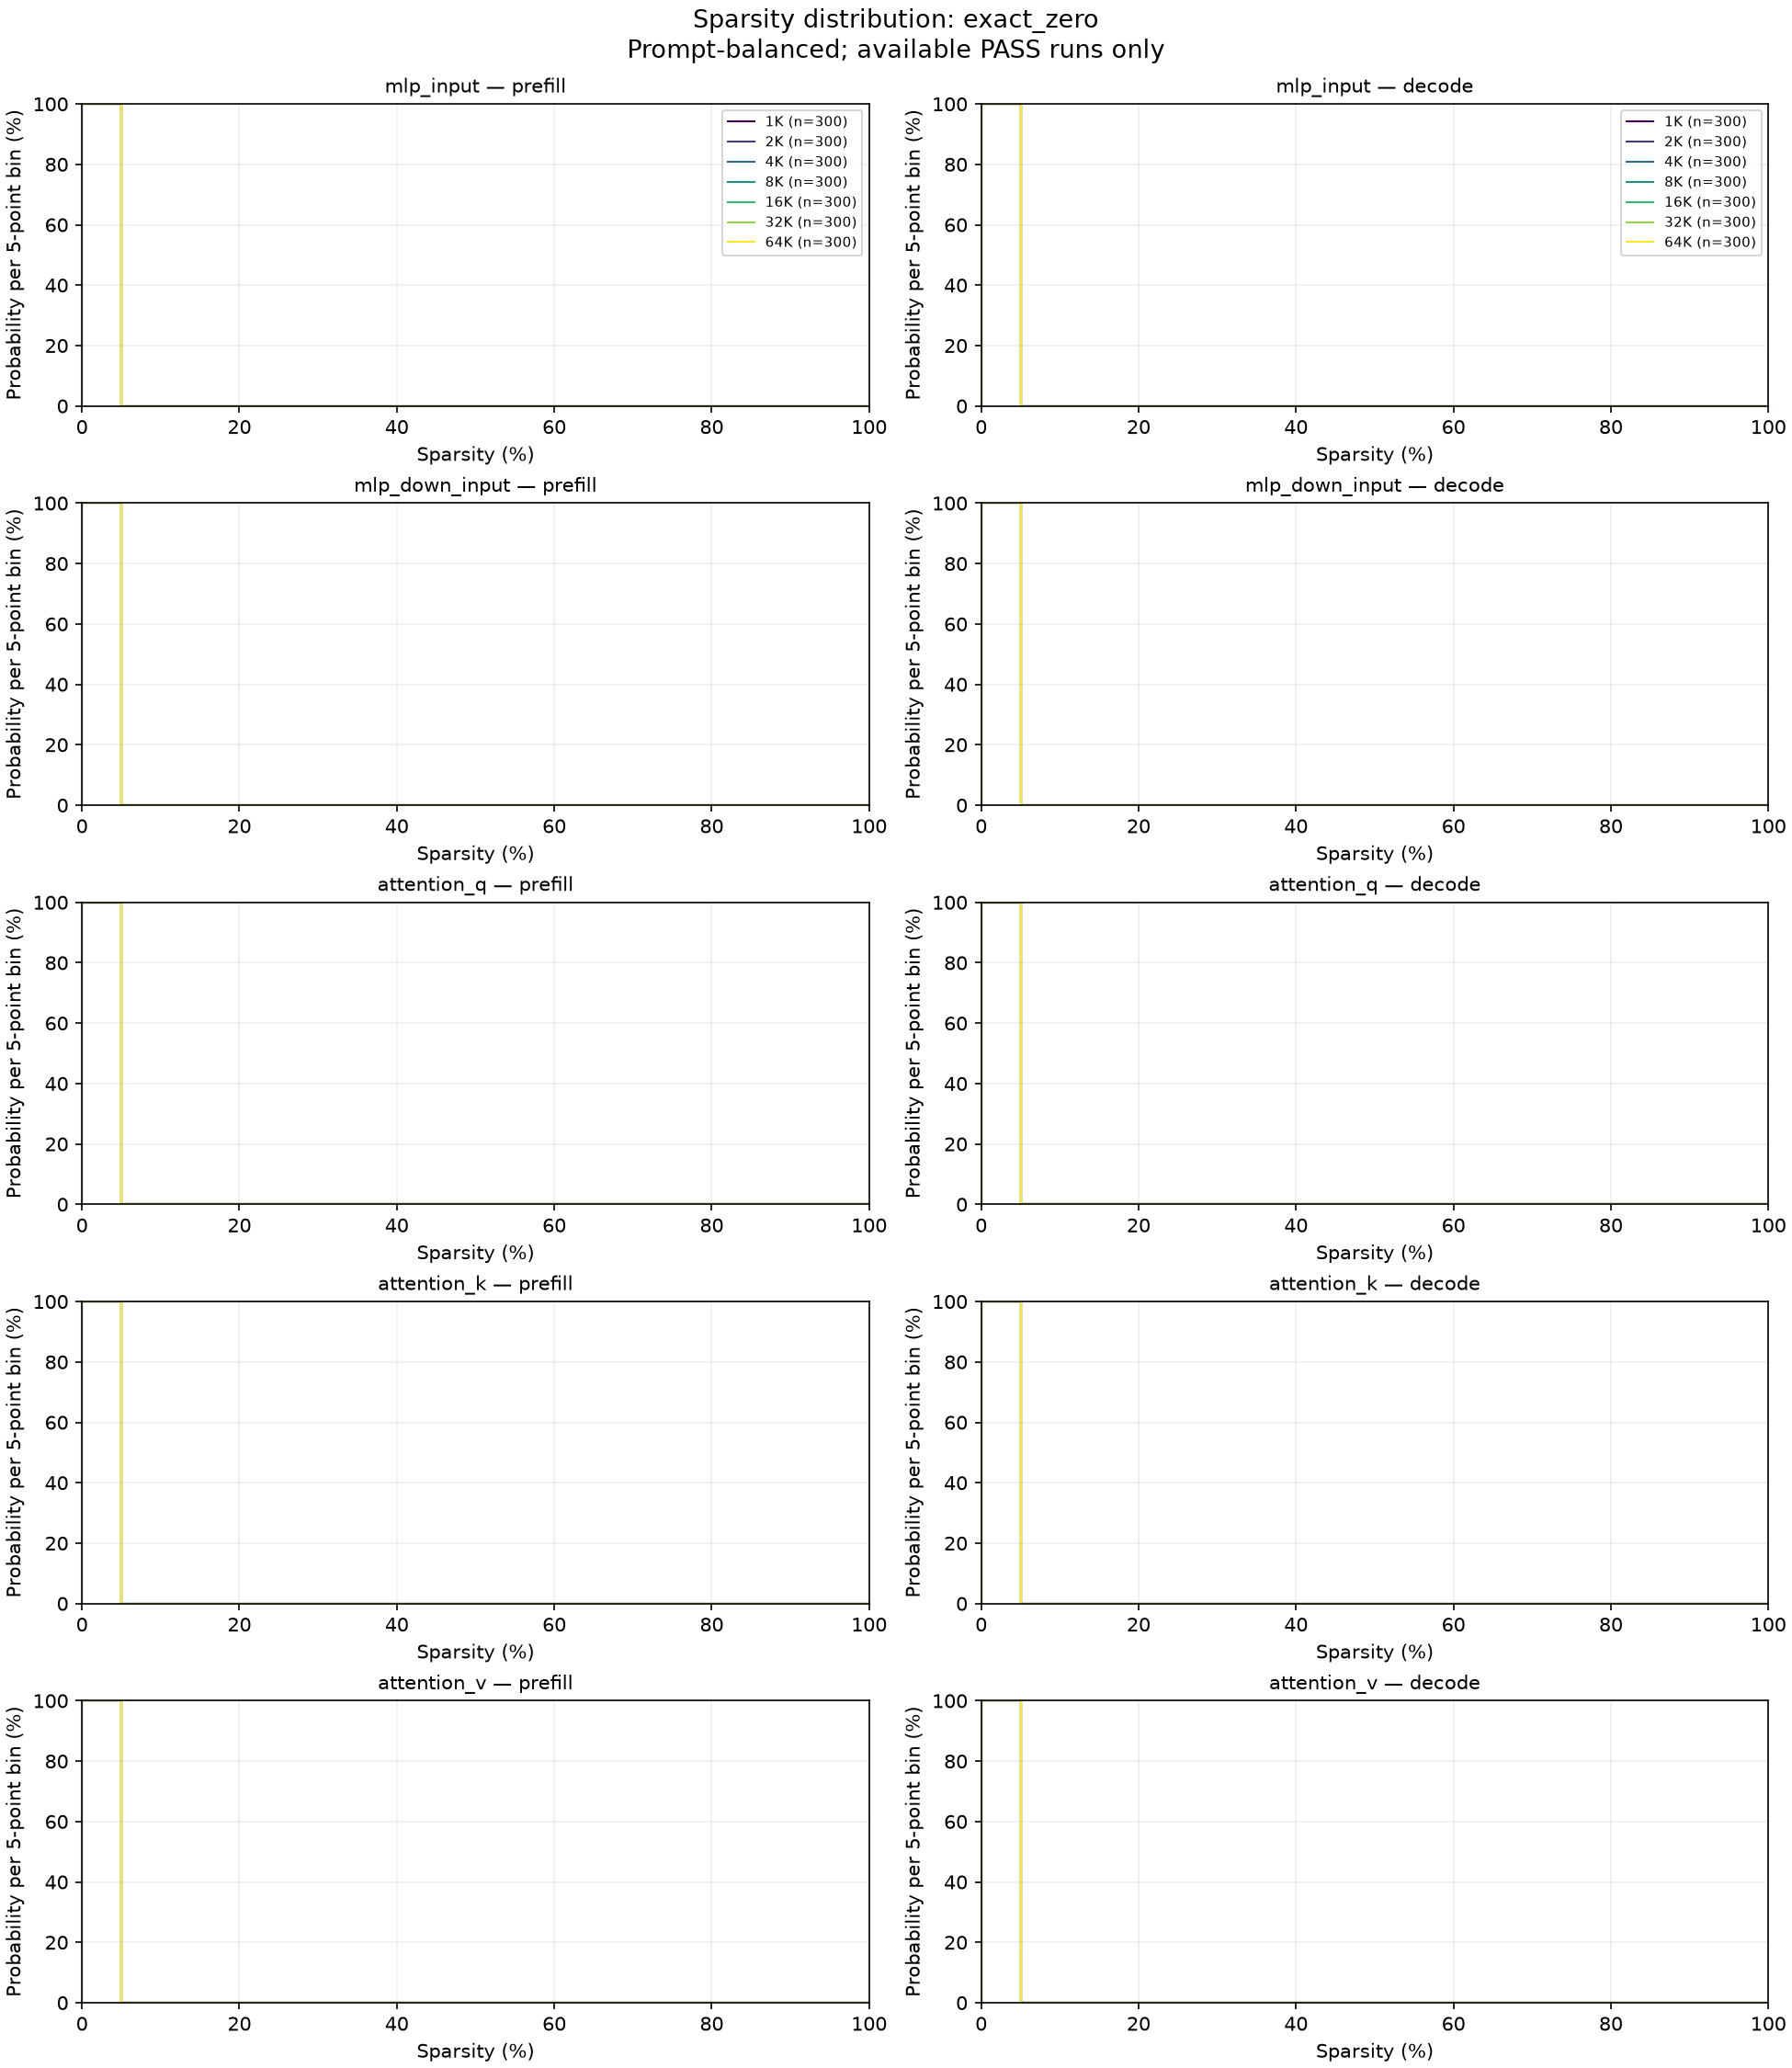 Sparsity distribution: exact_zero
Prompt-balanced; available PASS runs only
mlp_input — prefill
Probability per 5-point bin (%)
100
80
60
40
20
0
1K (n=300)
2K (n=300)
4K (n=300)
8K (n=300)
16K (n=300)
32K (n=300)
64K (n=300)
0 20 40 60 80 100
Sparsity (%)
mlp_input — decode
Probability per 5-point bin (%)
100
80
60
40
20
0
1K (n=300)
2K (n=300)
4K (n=300)
8K (n=300)
16K (n=300)
32K (n=300)
64K (n=300)
0 20 40 60 80 100
Sparsity (%)
mlp_down_input — prefill
Probability per 5-point bin (%)
100
80
60
40
20
0
0 20 40 60 80 100
Sparsity (%)
mlp_down_input — decode
Probability per 5-point bin (%)
100
80
60
40
20
0
0 20 40 60 80 100
Sparsity (%)
attention_q — prefill
Probability per 5-point bin (%)
100
80
60
40
20
0
0 20 40 60 80 100
Sparsity (%)
attention_q — decode
Probability per 5-point bin (%)
100
80
60
40
20
0
0 20 40 60 80 100
Sparsity (%)
attention_k — prefill
Probability per 5-point bin (%)
100
80
60
40
20
0
0 20 40 60 80 100
Sparsity (%)
attention_k — decode
Probability per 5-point bin (%)
100
80
60
40
20
0
0 20 40 60 80 100
Sparsity (%)
attention_v — prefill
Probability per 5-point bin (%)
100
80
60
40
20
0
0 20 40 60 80 100
Sparsity (%)
attention_v — decode
Probability per 5-point bin (%)
100
80
60
40
20
0
0 20 40 60 80 100
Sparsity (%)